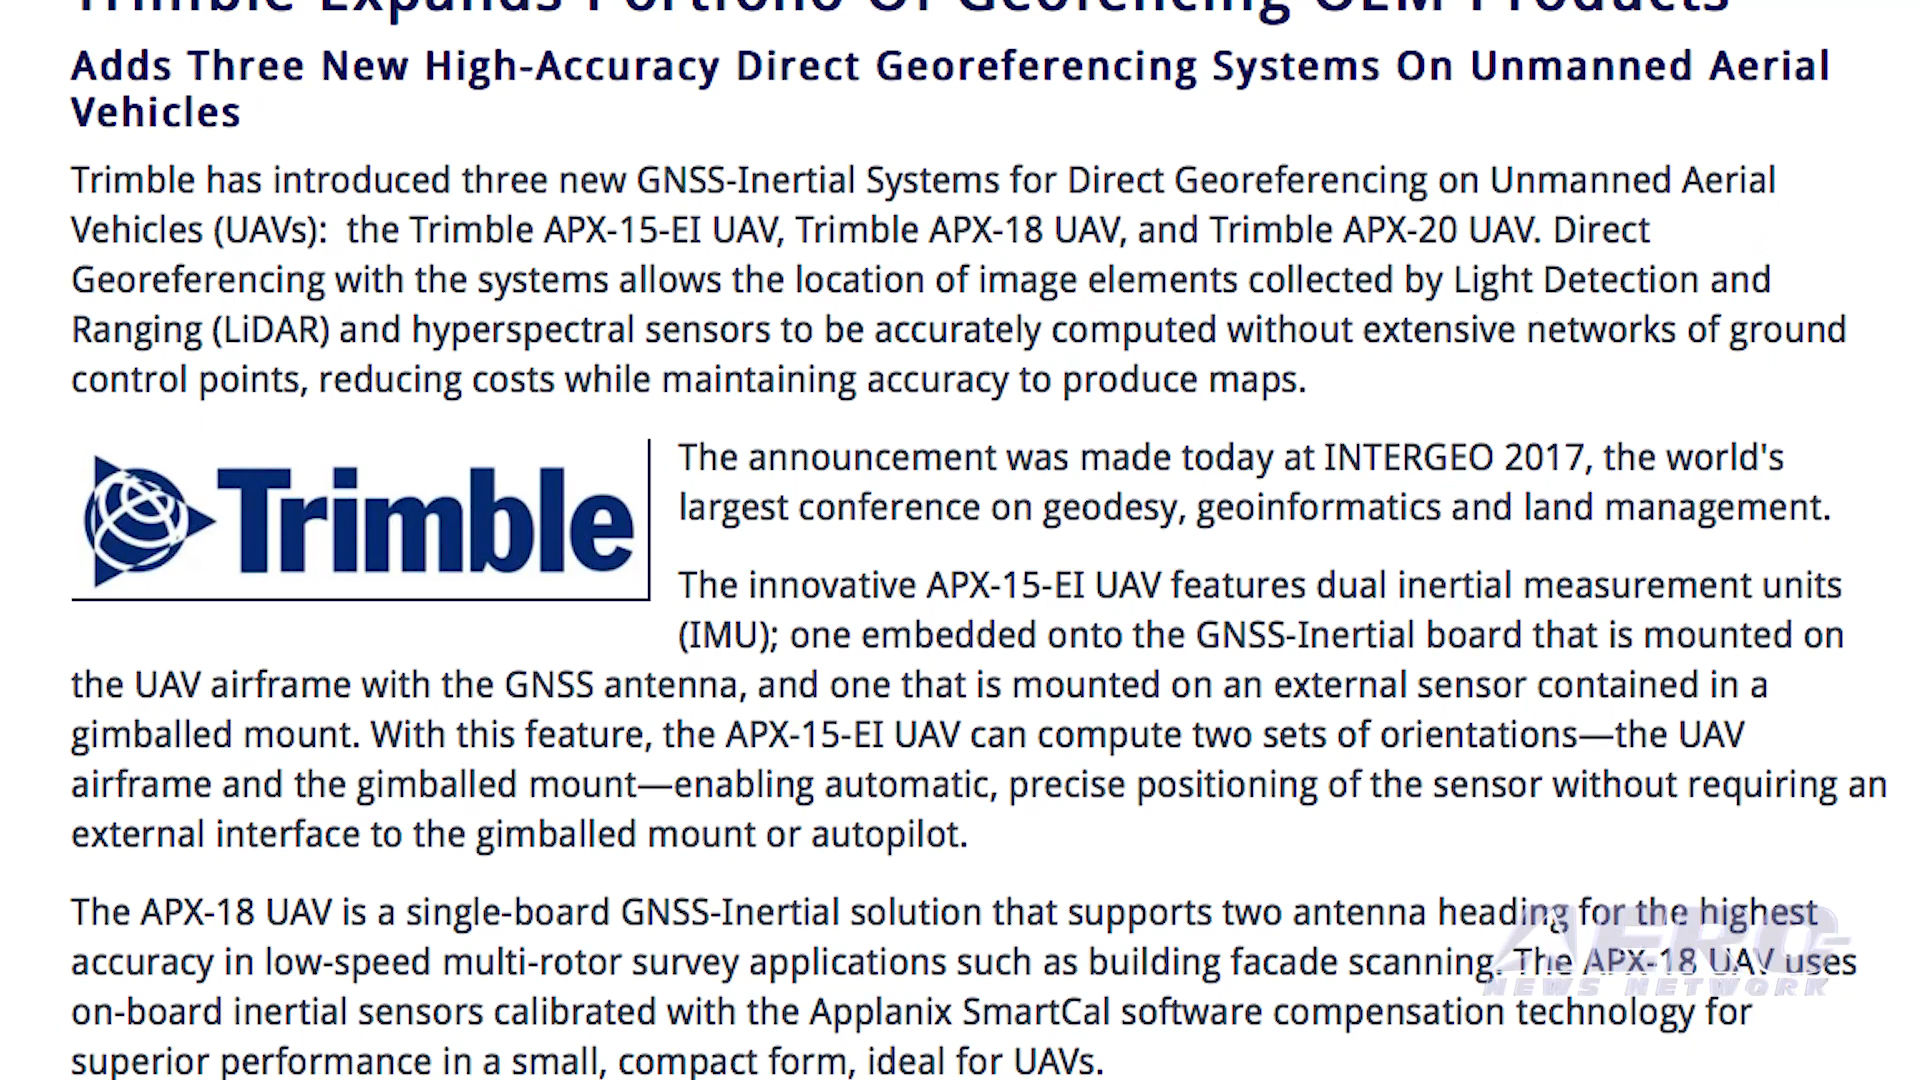 Trimble Expands Portfolio Of Georefencing OEM Products
Adds Three New High-Accuracy Direct Georeferencing Systems On Unmanned Aerial
Vehicles
Trimble has introduced three new GNSS-Inertial Systems for Direct Georeferencing on Unmanned Aerial
Vehicles (UAVs):  the Trimble APX-15-EI UAV, Trimble APX-18 UAV, and Trimble APX-20 UAV. Direct
Georeferencing with the systems allows the location of image elements collected by Light Detection and
Ranging (LiDAR) and hyperspectral sensors to be accurately computed without extensive networks of ground
control points, reducing costs while maintaining accuracy to produce maps.
Trimble
The announcement was made today at INTERGEO 2017, the world's
largest conference on geodesy, geoinformatics and land management.
The innovative APX-15-EI UAV features dual inertial measurement units
(IMU); one embedded onto the GNSS-Inertial board that is mounted on
the UAV airframe with the GNSS antenna, and one that is mounted on an external sensor contained in a
gimballed mount. With this feature, the APX-15-EI UAV can compute two sets of orientations—the UAV
airframe and the gimballed mount—enabling automatic, precise positioning of the sensor without requiring an
external interface to the gimballed mount or autopilot.
The APX-18 UAV is a single-board GNSS-Inertial solution that supports two antenna heading for the highest
accuracy in low-speed multi-rotor survey applications such as building facade scanning. The APX-18 UAV uses
on-board inertial sensors calibrated with the Applanix SmartCal software compensation technology for
superior performance in a small, compact form, ideal for UAVs.
AERO
NEWS NETWORK